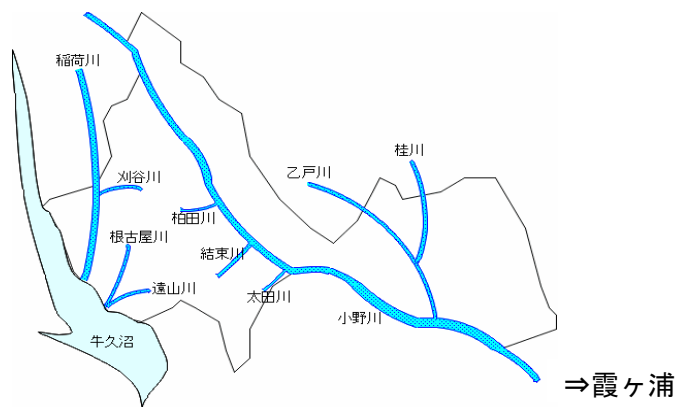 稲荷川
桂川
乙戸川
刈谷川
柏田川
根古屋川
結束川
遠山川
太田川
小野川
牛久沼
⇒霞ヶ浦